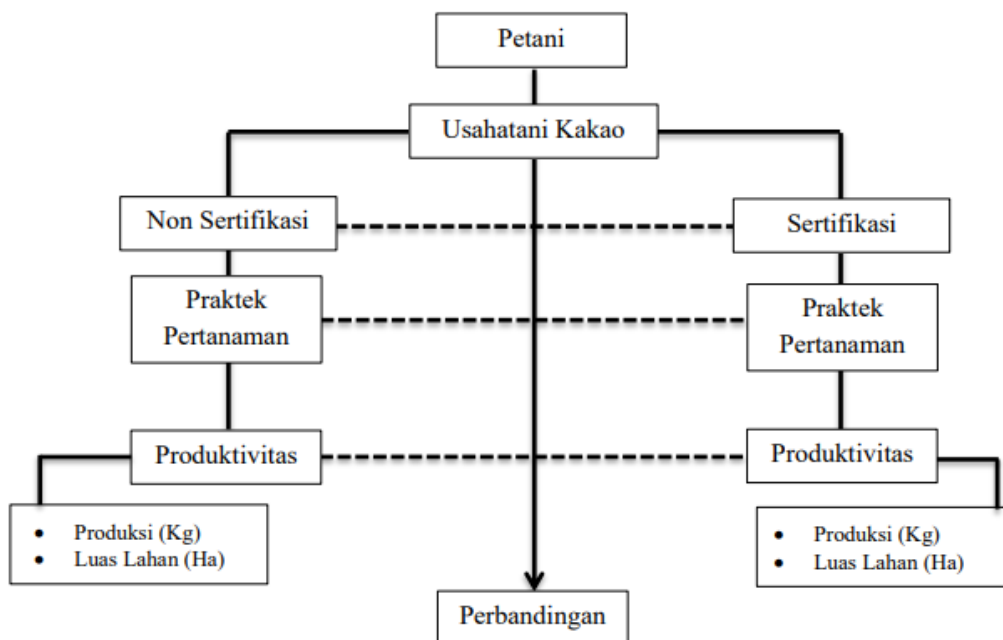 Petani
Usahatani Kakao
Non Sertifikasi
Sertifikasi
Praktek
Pertanaman
Praktek
Pertanaman
Produktivitas
Produktivitas
• Produksi (Kg)
• Luas Lahan (Ha)
• Produksi (Kg)
• Luas Lahan (Ha)
Perbandingan